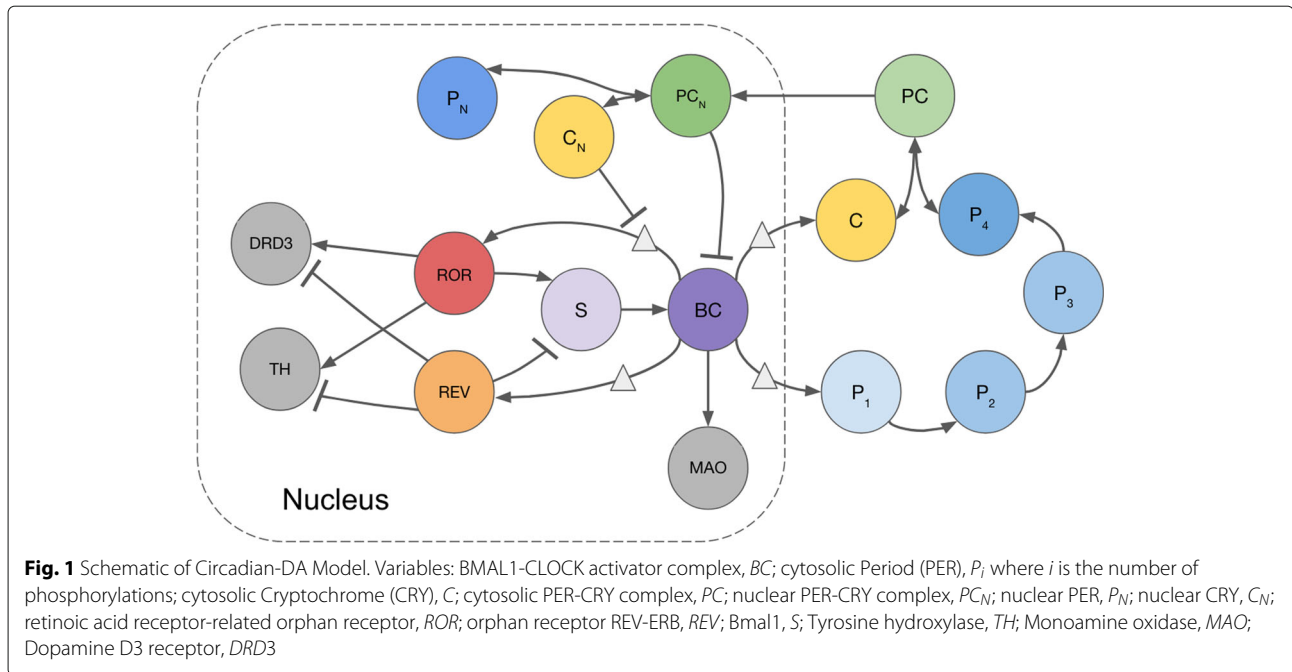 P_N
PC_N
PC
C_N
C
P_4
DRD3
ROR
S
BC
P_3
TH
REV
P_1
P_2
MAO
Nucleus
Fig. 1 Schematic of Circadian-DA Model. Variables: BMAL1-CLOCK activator complex, BC; cytosolic Period (PER), P_i where i is the number of
phosphorylations; cytosolic Cryptochrome (CRY), C; cytosolic PER-CRY complex, PC; nuclear PER-CRY complex, PC_N; nuclear PER, P_N; nuclear CRY, C_N;
retinoic acid receptor-related orphan receptor, ROR; orphan receptor REV-ERB, REV; Bmal1, S; Tyrosine hydroxylase, TH; Monoamine oxidase, MAO;
Dopamine D3 receptor, DRD3